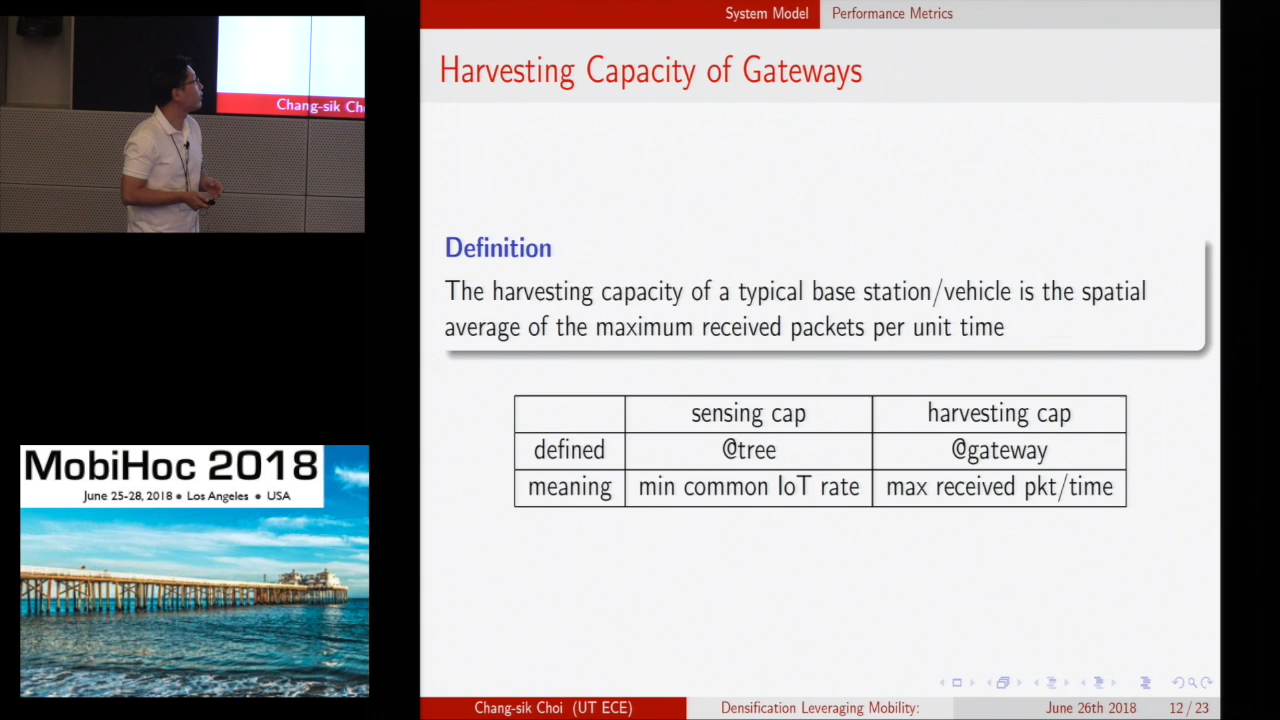 System Model
Performance Metrics
Harvesting Capacity of Gateways
Chang-sik Ch
Definition
The harvesting capacity of a typical base station/vehicle is the spatial
average of the maximum received packets per unit time
sensing cap harvesting cap
defined @tree @gateway
meaning min common IoT rate max received pkt/time
MobiHoc 2018
June 25-28, 2018 • Los Angeles • USA
Chang-sik Choi (UT ECE) Densification Leveraging Mobility: June 26th 2018 12/23